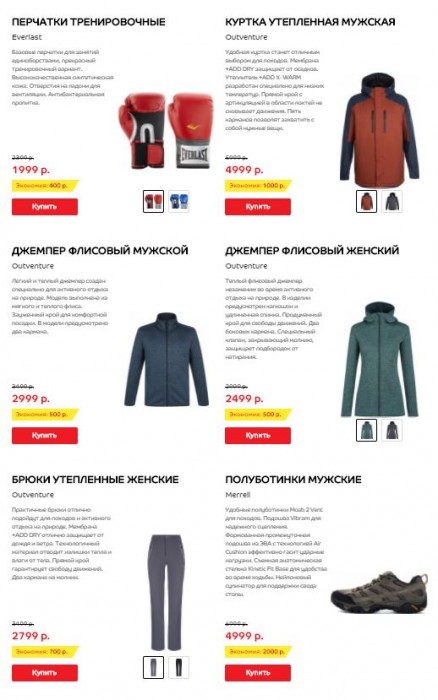 ПЕРЧАТКИ ТРЕНИРОВОЧНЫЕ
Everlast
Базовые перчатки для занятий
единоборствами, прекрасный
тренировочный вариант.
Высококачественная синтетическая
кожа. Отверстия на ладони для
вентиляции. Антибактериальная
пропитка.
2399 р.
1999 р.
Экономия: 400 р.
Купить
EVERLAST
КУРТКА УТЕПЛЕННАЯ МУЖСКАЯ
Outventure
Удобная куртка станет отличным
выбором для походов. Мембрана
+ADD DRY защищает от осадков.
Утеплитель +ADD X- WARM
разработан специально для низких
температур. Прямой крой с
артикуляцией в области локтей не
сковывает движения. Пять
карманов позволят захватить с
собой нужные вещи.
4999 р.
Экономия: 1000 р.
Купить
ДЖЕМПЕР ФЛИСОВЫЙ МУЖСКОЙ
Outventure
Легкий и теплый джемпер создан
специально для активного отдыха
на природе. Модель выполнена из
мягкого и теплого флиса.
Зауженный крой для комфортной
посадки. В модели предусмотрено
два кармана.
3499 р.
2999 р.
Экономия: 500 р.
Купить
ДЖЕМПЕР ФЛИСОВЫЙ ЖЕНСКИЙ
Outventure
Теплый флисовый джемпер
незаменим во время активного
отдыха на природе. В изделии
предусмотрен капюшон и
удлиненная спинка. Продуманный
крой для свободы движений. Два
боковых кармана. Специальный
клапан, закрывающий молнию,
защищает подбородок от
натирания.
2999 р.
2499 р.
Экономия: 500 р.
Купить
БРЮКИ УТЕПЛЕННЫЕ ЖЕНСКИЕ
Outventure
Практичные брюки отлично
подойдут для походов и активного
отдыха на природе. Мембрана
+ADD DRY отлично защищает от
дождя и ветра. Технологичный
материал отводит излишки тепла и
влаги от тела. Прямой крой
гарантирует свободу движений.
Два кармана на молнии.
3499 р.
2799 р.
Экономия: 700 р.
Купить
ПОЛУБОТИНКИ МУЖСКИЕ
Merrell
Удобные полуботинки Moab 2 Vent
для походов. Подошва Vibram для
надежного сцепления.
Формованная промежуточная
подошва из ЭВА с технологией Air
Cushion эффективно гасит ударные
нагрузки. Съемная анатомическая
стелька Kinetic Fit Base для удобства
во время ходьбы. Нейлоновый
супинатор для поддержки свода
стопы.
4999 р.
Экономия: 2000 р.
Купить